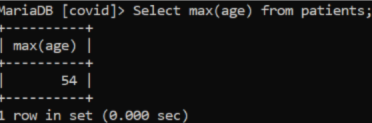 MariaDB [covid]> Select max(age) from patients;
+----------+
| max(age) |
+----------+
|       54 |
+----------+
1 row in set (0.000 sec)